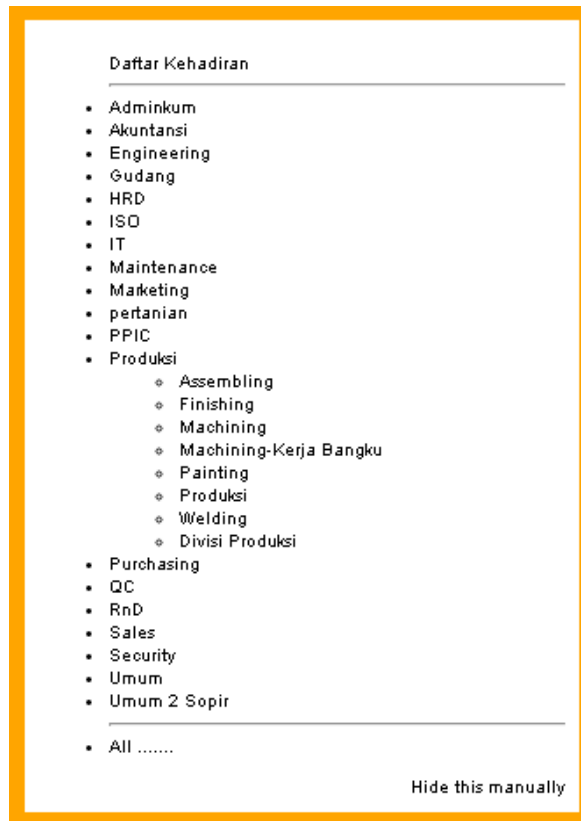 Daftar Kehadiran
Adminkum
Akuntansi
Engineering
Gudang
HRD
ISO
IT
Maintenance
Marketing
pertanian
PPIC
Produksi
Assembling
Finishing
Machining
Machining-Kerja Bangku
Painting
Produksi
Welding
Divisi Produksi
Purchasing
QC
RnD
Sales
Security
Umum
Umum 2 Sopir
All .......
Hide this manually